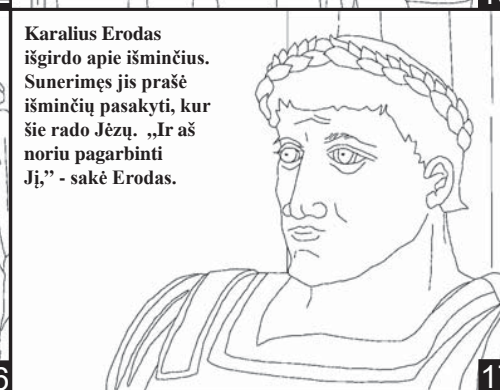 Karalius Erodas
išgirdo apie išminčius.
Sunerimęs jis prašė
išminčių pasakyti, kur
šie rado Jėzų. „Ir aš
noriu pagarbinti
Jį,” - sakė Erodas.
6